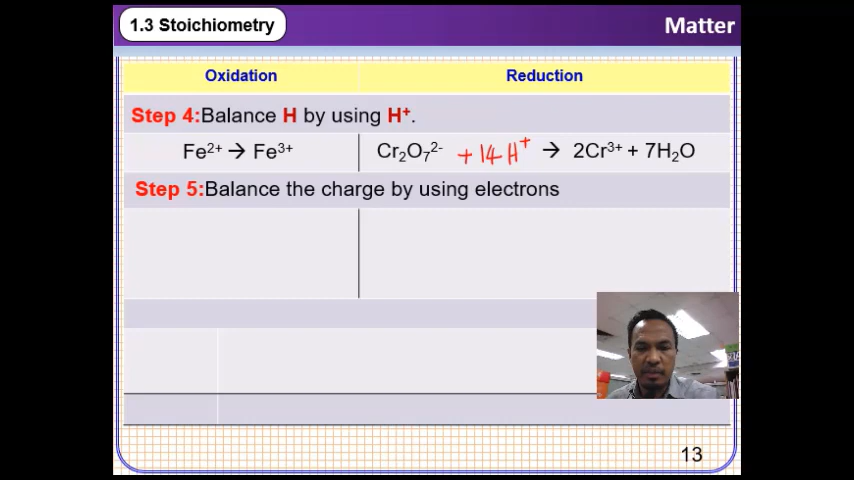 1.3 Stoichiometry
Matter
Oxidation
Reduction
Step 4:Balance H by using H⁺.
Fe²⁺ → Fe³⁺
Cr₂O₇²⁻ + 14 H⁺ → 2Cr³⁺ + 7H₂O
Step 5:Balance the charge by using electrons
13